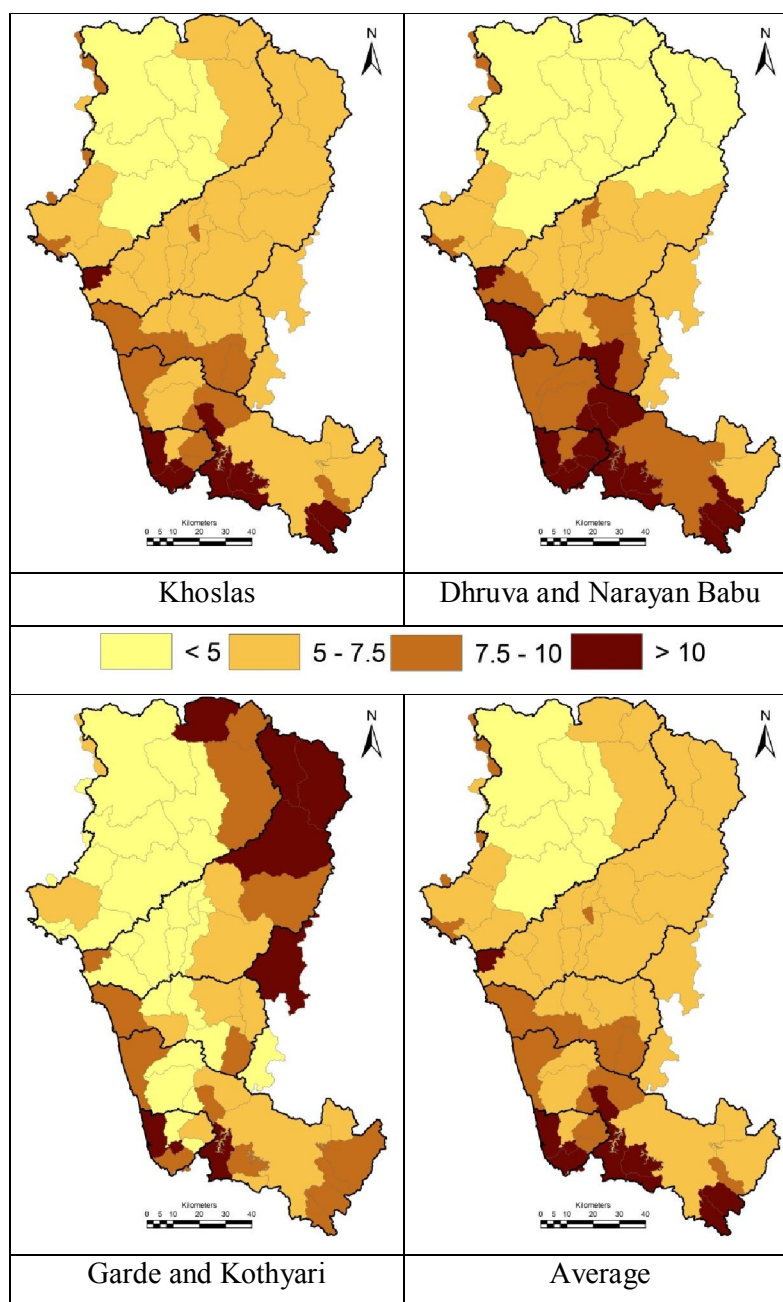 N
N
Kilometers
0 5 10 20 30 40
Kilometers
0 5 10 20 30 40
Khoslas
Dhruva and Narayan Babu
< 5
5 - 7.5
7.5 - 10
> 10
N
N
Kilometers
0 5 10 20 30 40
Kilometers
0 5 10 20 30 40
Garde and Kothyari
Average